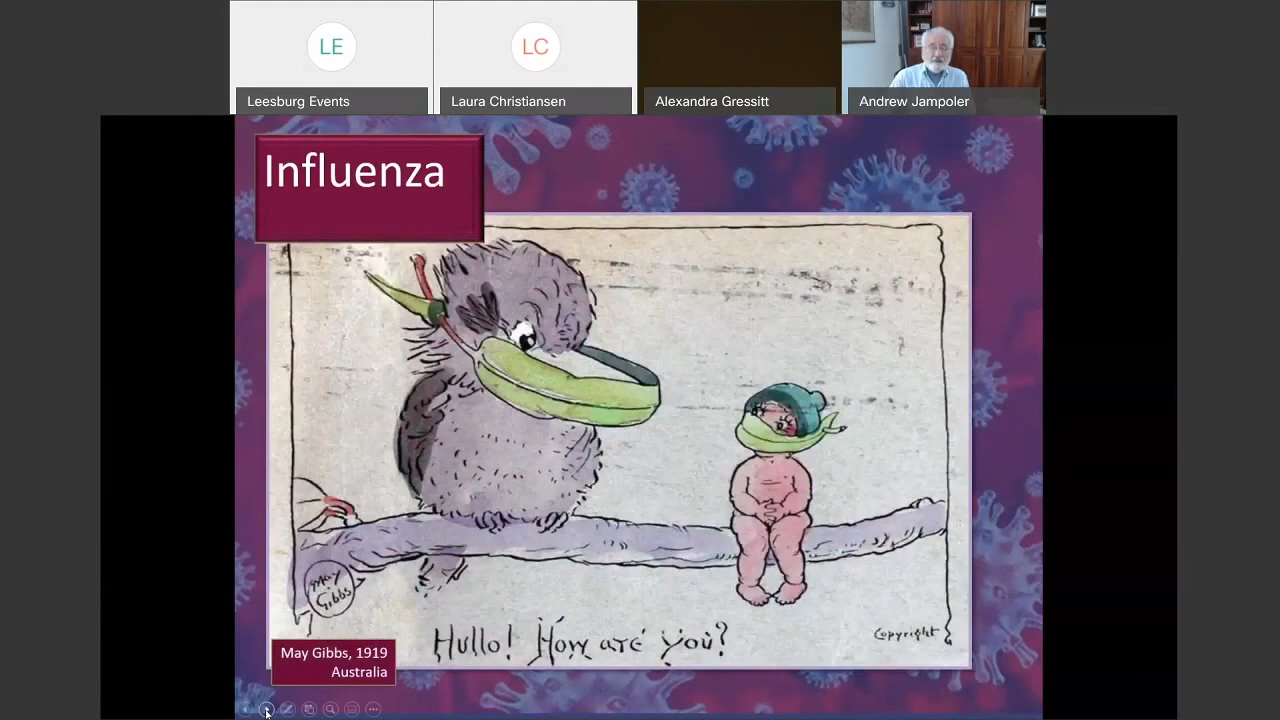 LE
LC
Leesburg Events
Laura Christiansen
Alexandra Gressitt
Andrew Jampoler
Influenza
May
Gibbs
Hullo! How are you?
Copyright
May Gibbs, 1919
Australia